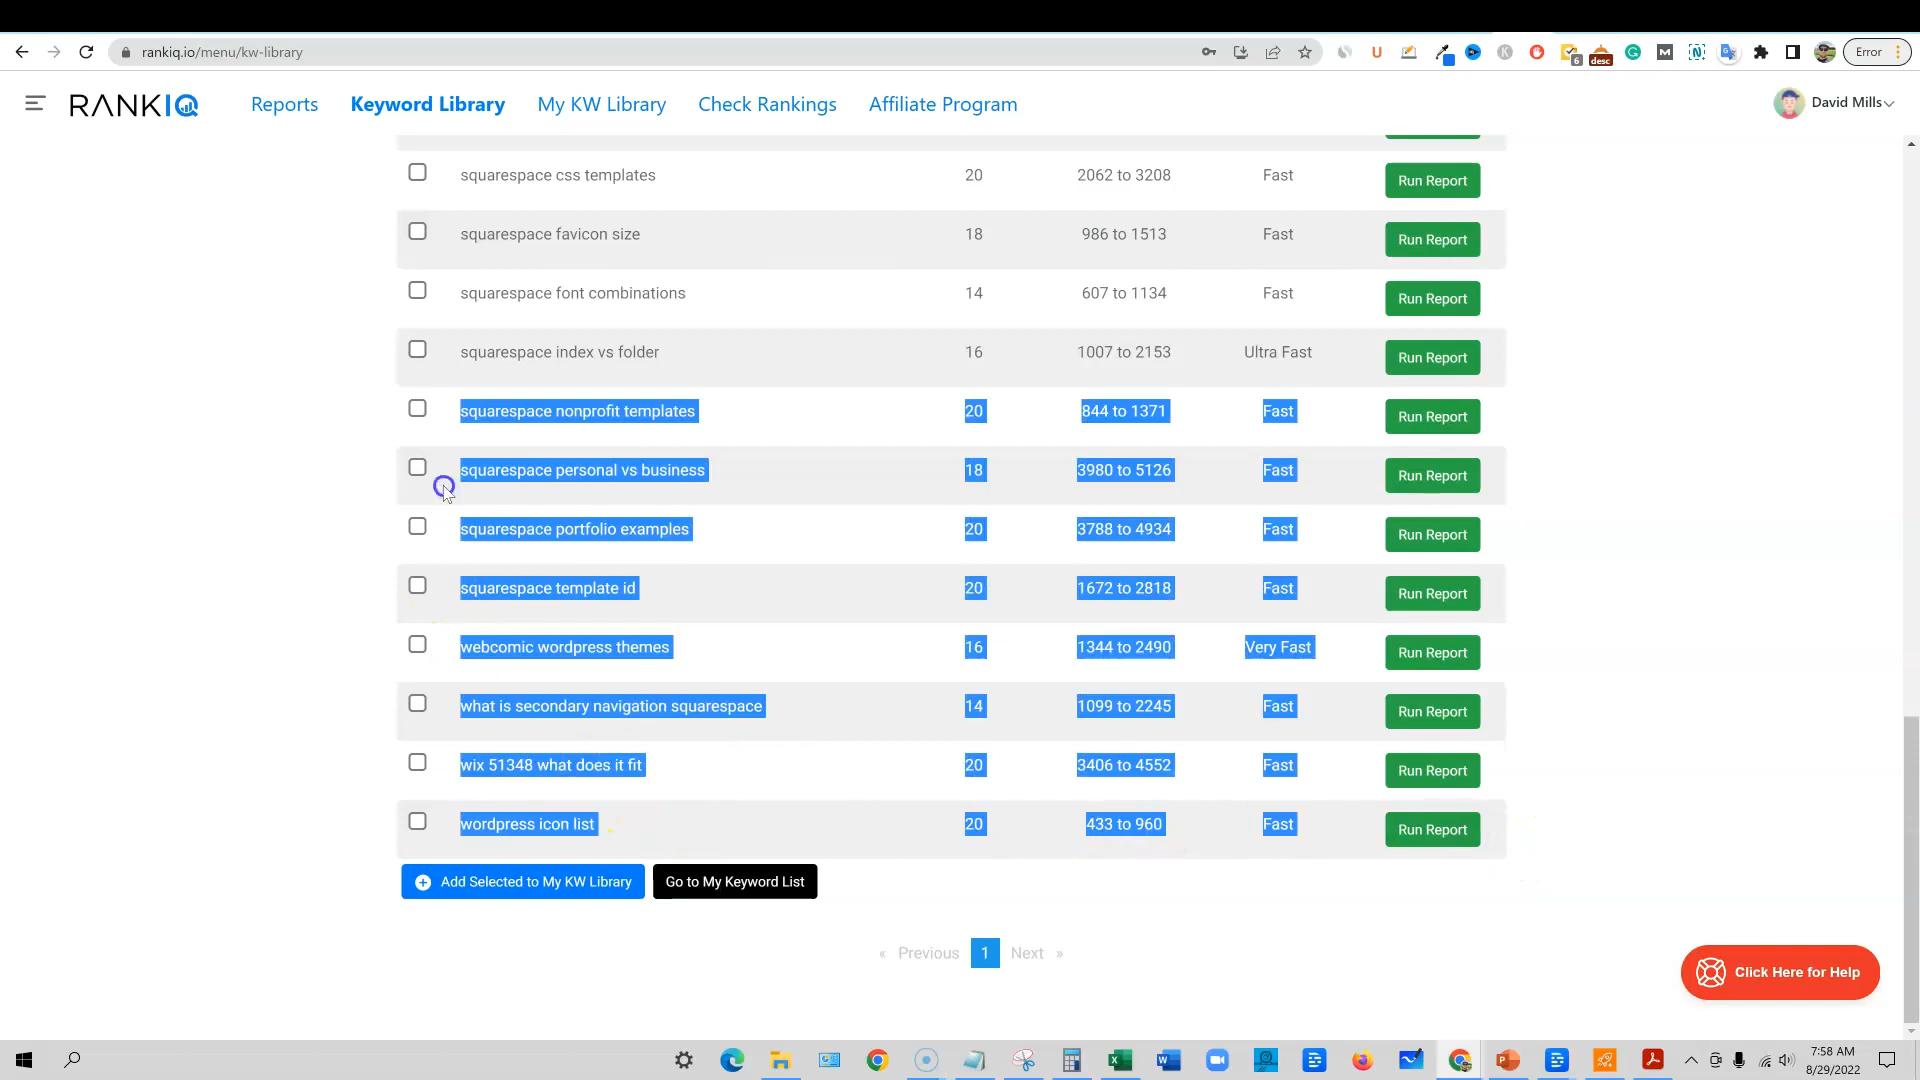 rankiq.io/menu/kw-library
6
desc
Error
RANKIQ
Reports
Keyword Library
My KW Library
Check Rankings
Affiliate Program
David Mills
squarespace css templates 20 2062 to 3208 Fast Run Report
squarespace favicon size 18 986 to 1513 Fast Run Report
squarespace font combinations 14 607 to 1134 Fast Run Report
squarespace index vs folder 16 1007 to 2153 Ultra Fast Run Report
squarespace nonprofit templates 20 844 to 1371 Fast Run Report
squarespace personal vs business 18 3980 to 5126 Fast Run Report
squarespace portfolio examples 20 3788 to 4934 Fast Run Report
squarespace template id 20 1672 to 2818 Fast Run Report
webcomic wordpress themes 16 1344 to 2490 Very Fast Run Report
what is secondary navigation squarespace 14 1099 to 2245 Fast Run Report
wix 51348 what does it fit 20 3406 to 4552 Fast Run Report
wordpress icon list 20 433 to 960 Fast Run Report
Add Selected to My KW Library
Go to My Keyword List
« Previous 1 Next »
Click Here for Help
7:58 AM
8/29/2022